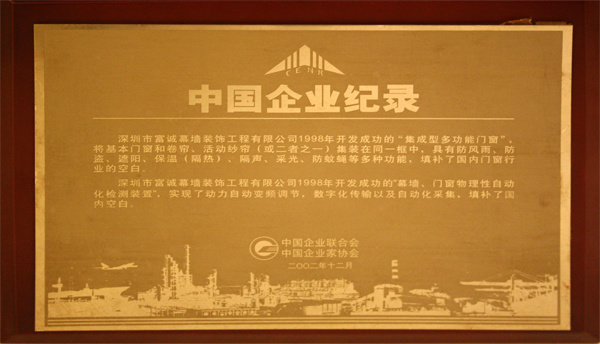 CENR
中国企业纪录
深圳市富诚幕墙装饰工程有限公司1998年开发成功的“集成型多功能门窗”，
将基本门窗和卷帘、活动纱帘（或二者之一）集装在同一框中，具有防风雨、防
盗、遮阳、保温（隔热）、隔声、采光、防蚊蝇等多种功能，填补了国内门窗行
业的空白。
深圳市富诚幕墙装饰工程有限公司1998年开发成功的“幕墙、门窗物理性自动
化检测装置”，实现了动力自动变频调节、数字化传输以及自动化采集，填补了国
内空白。
中国企业联合会
中国企业家协会
二〇〇二年十二月